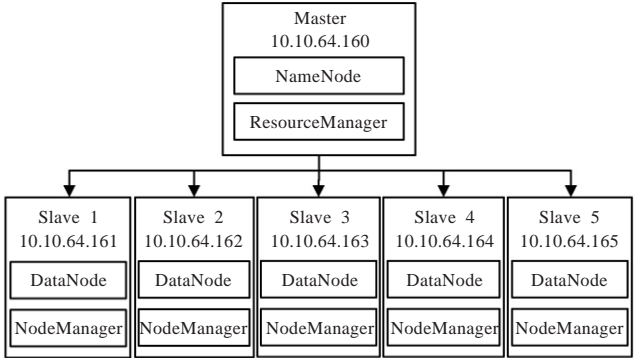 Master
10.10.64.160
NameNode
ResourceManager
Slave 1
10.10.64.161
DataNode
NodeManager
Slave 2
10.10.64.162
DataNode
NodeManager
Slave 3
10.10.64.163
DataNode
NodeManager
Slave 4
10.10.64.164
DataNode
NodeManager
Slave 5
10.10.64.165
DataNode
NodeManager